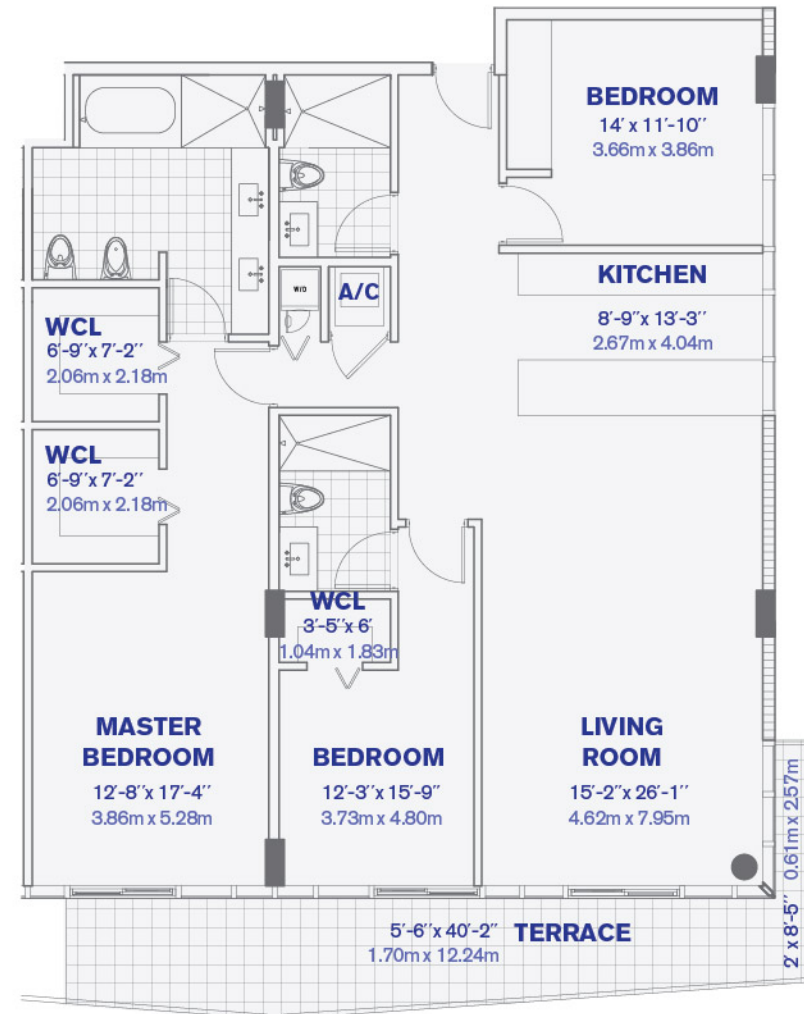 BEDROOM
14′ x 11′-10′′
3.66m x 3.86m
KITCHEN
8′-9′′x 13′-3′′
2.67m x 4.04m
W/D
A/C
WCL
6′-9′′x 7′-2′′
2.06m x 2.18m
WCL
6′-9′′x 7′-2′′
2.06m x 2.18m
WCL
3′-5′′x 6′
1.04m x 1.83m
MASTER
BEDROOM
12′-8′′x 17′-4′′
3.86m x 5.28m
BEDROOM
12′-3′′x 15′-9′′
3.73m x 4.80m
LIVING
ROOM
15′-2′′x 26′-1′′
4.62m x 7.95m
5′-6′′x 40′-2′′
1.70m x 12.24m
TERRACE
2′ x 8′-5′′ 0.61m x 2.57m